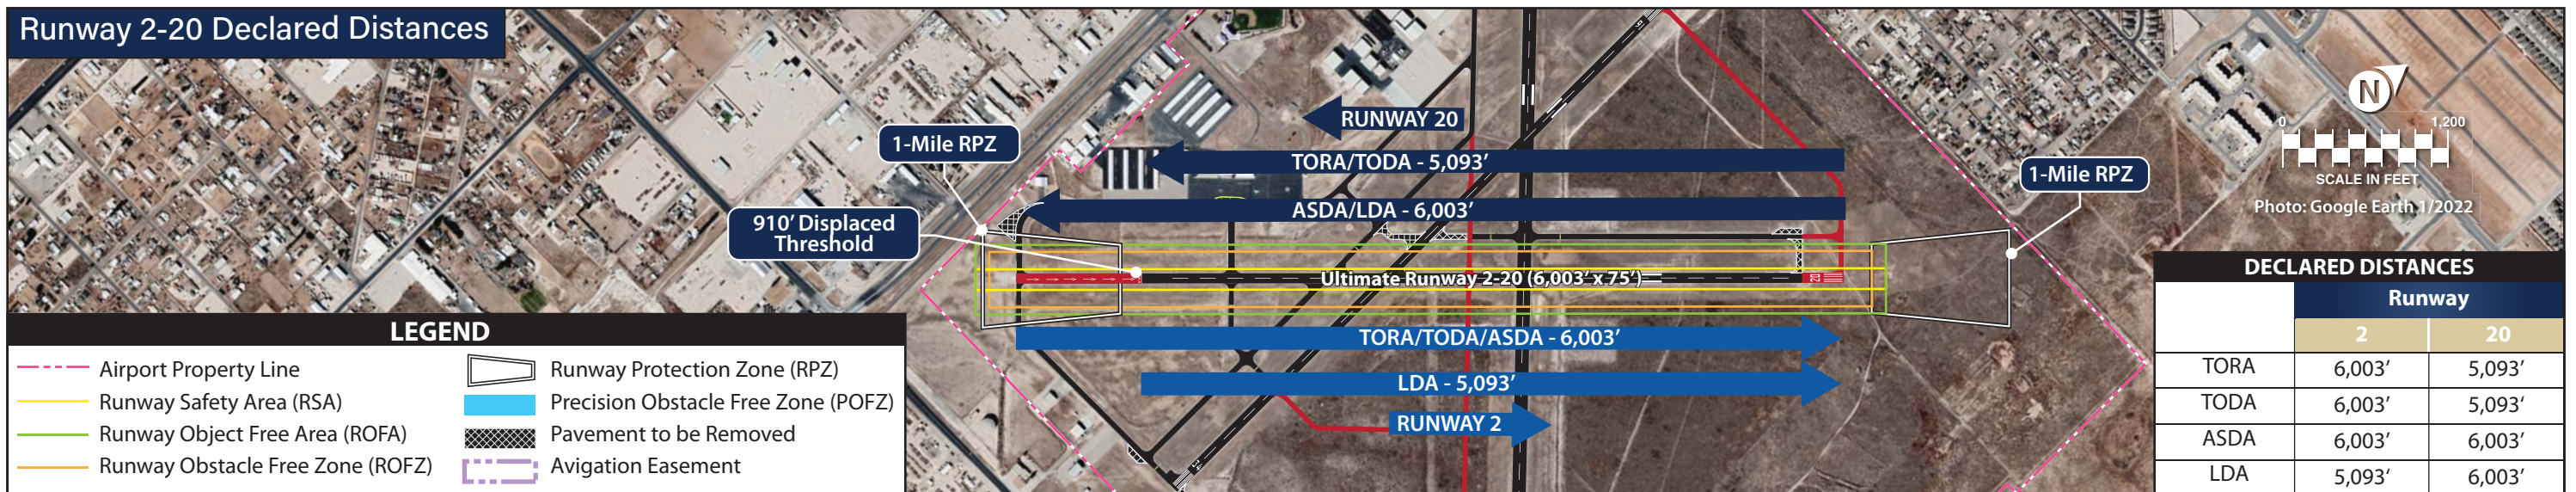 Runway 2-20 Declared Distances
RUNWAY 20
1-Mile RPZ
TORA/TODA - 5,093’
ASDA/LDA - 6,003’
910’ Displaced
Threshold
Ultimate Runway 2-20 (6,003’ x 75’)
20
TORA/TODA/ASDA - 6,003’
LDA - 5,093’
RUNWAY 2
1-Mile RPZ
N
0 1,200
SCALE IN FEET
Photo: Google Earth 1/2022
LEGEND
Airport Property Line
Runway Safety Area (RSA)
Runway Object Free Area (ROFA)
Runway Obstacle Free Zone (ROFZ)
Runway Protection Zone (RPZ)
Precision Obstacle Free Zone (POFZ)
Pavement to be Removed
Avigation Easement
DECLARED DISTANCES
Runway
2 20
TORA 6,003’ 5,093’
TODA 6,003’ 5,093’
ASDA 6,003’ 6,003’
LDA 5,093‘ 6,003’